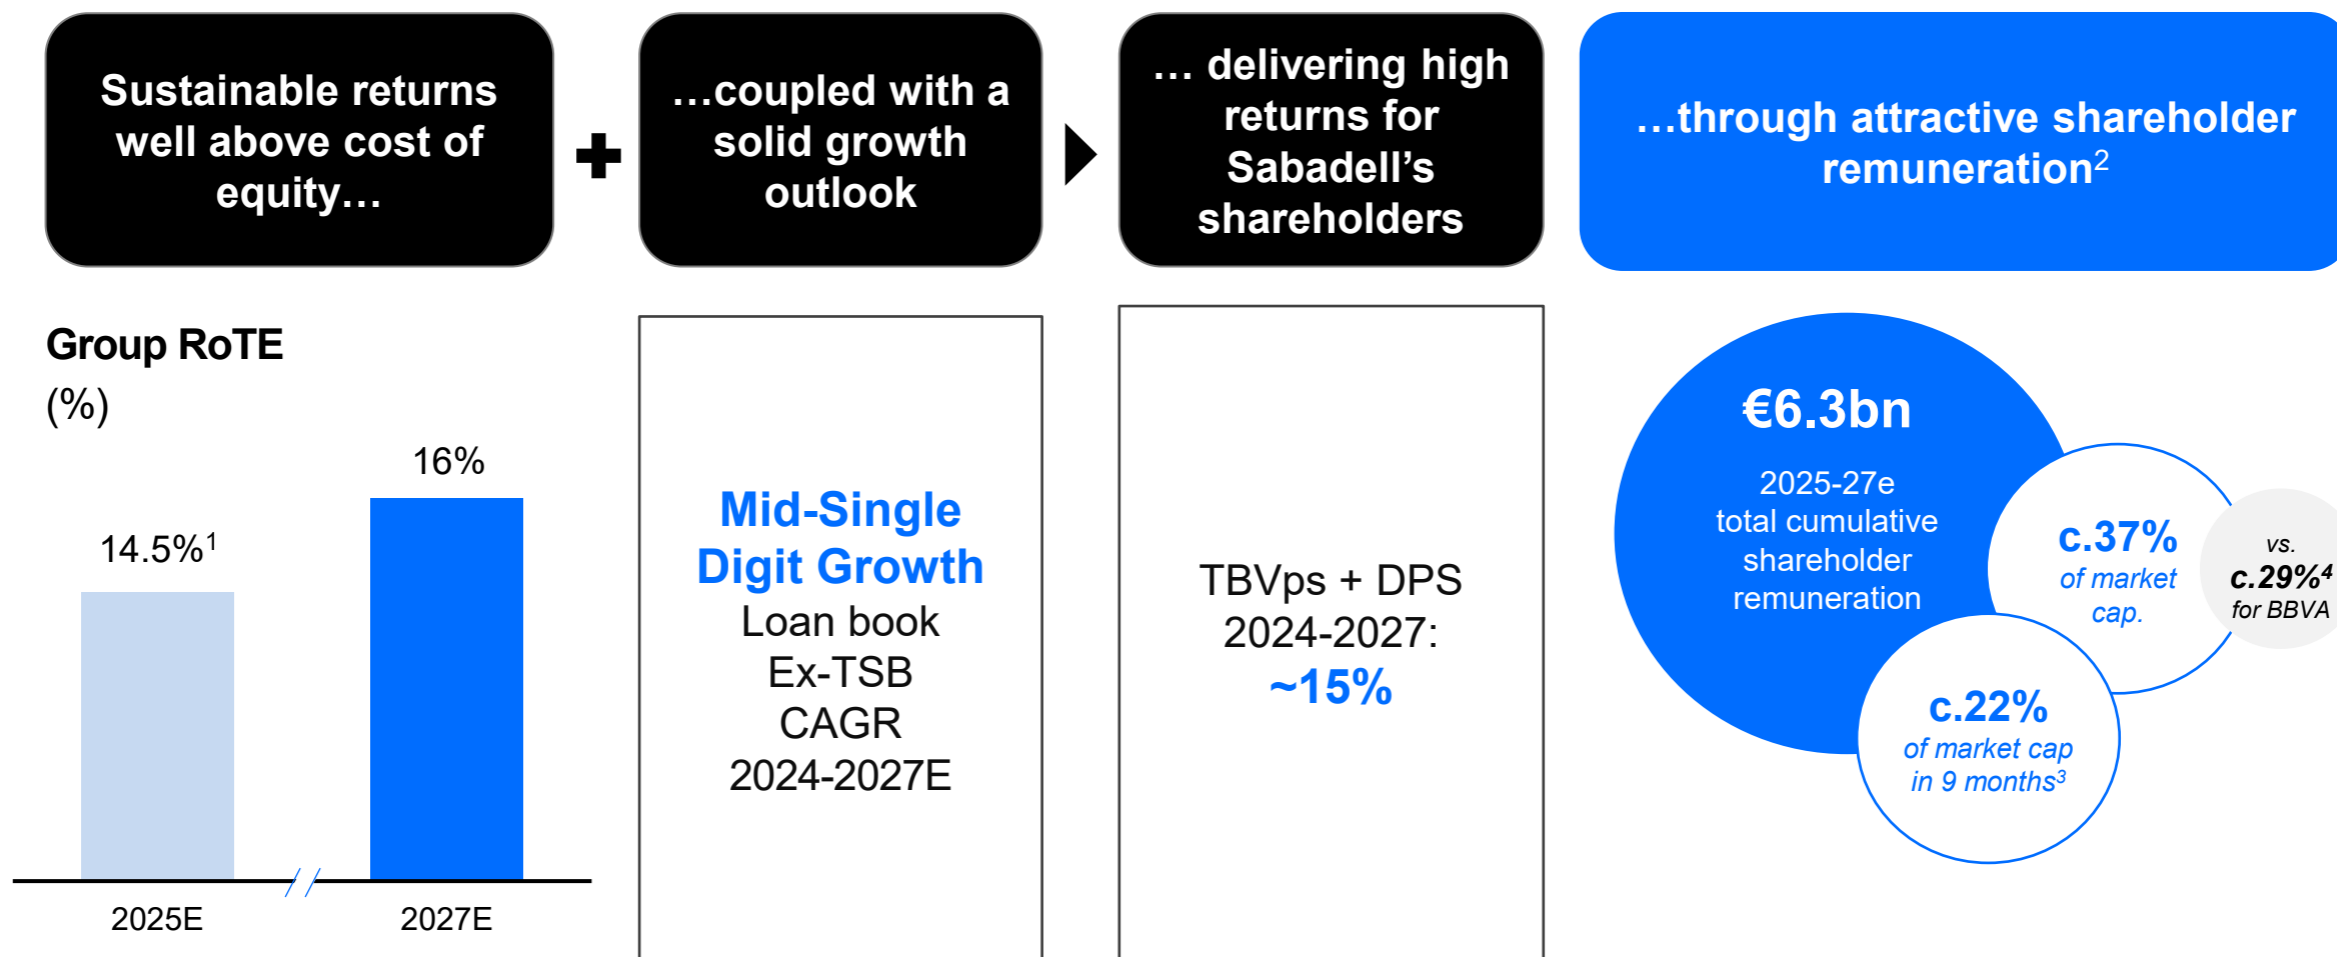 Sustainable returns
well above cost of
equity…
…coupled with a
solid growth
outlook
… delivering high
returns for
Sabadell’s
shareholders
…through attractive shareholder
remuneration²
Group RoTE
(%)
14.5%¹
16%
2025E
2027E
Mid-Single
Digit Growth
Loan book
Ex-TSB
CAGR
2024-2027E
TBVps + DPS
2024-2027:
~15%
€6.3bn
2025-27e
total cumulative
shareholder
remuneration
c.37%
of market
cap.
vs.
c.29%⁴
for BBVA
c.22%
of market cap
in 9 months³